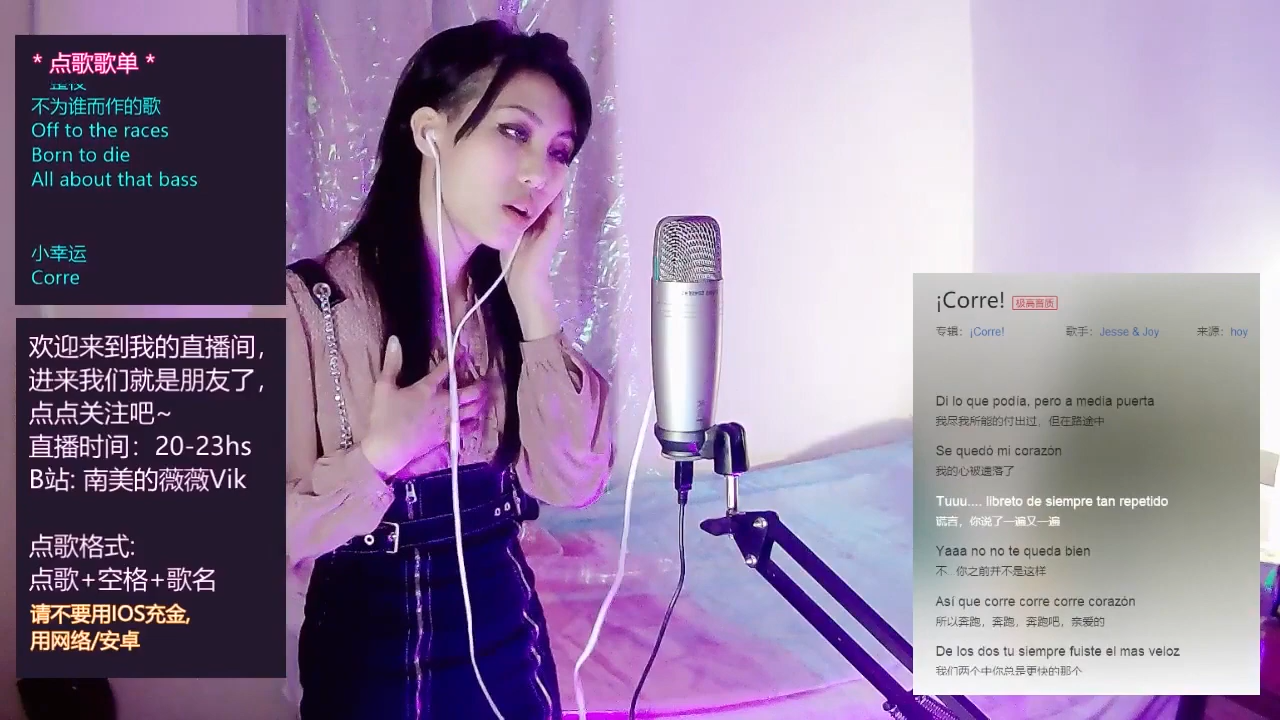 * 点歌歌单 *
不为谁而作的歌
Off to the races
Born to die
All about that bass
小幸运
Corre
欢迎来到我的直播间，
进来我们就是朋友了，
点点关注吧~
直播时间：20-23hs
B站: 南美的薇薇Vik
点歌格式:
点歌+空格+歌名
请不要用IOS充金,
用网络/安卓
¡Corre! 极高音质
专辑：¡Corre! 歌手：Jesse & Joy 来源：hoy
Di lo que podía, pero a media puerta
我尽我所能的付出过，但在路途中
Se quedó mi corazón
我的心被遗落了
Tuuu.... libreto de siempre tan repetido
谎言，你说了一遍又一遍
Yaaa no no te queda bien
不 你之前并不是这样
Así que corre corre corre corazón
所以奔跑，奔跑，奔跑吧，亲爱的
De los dos tu siempre fuiste el mas veloz
我们两个中你总是更快的那个